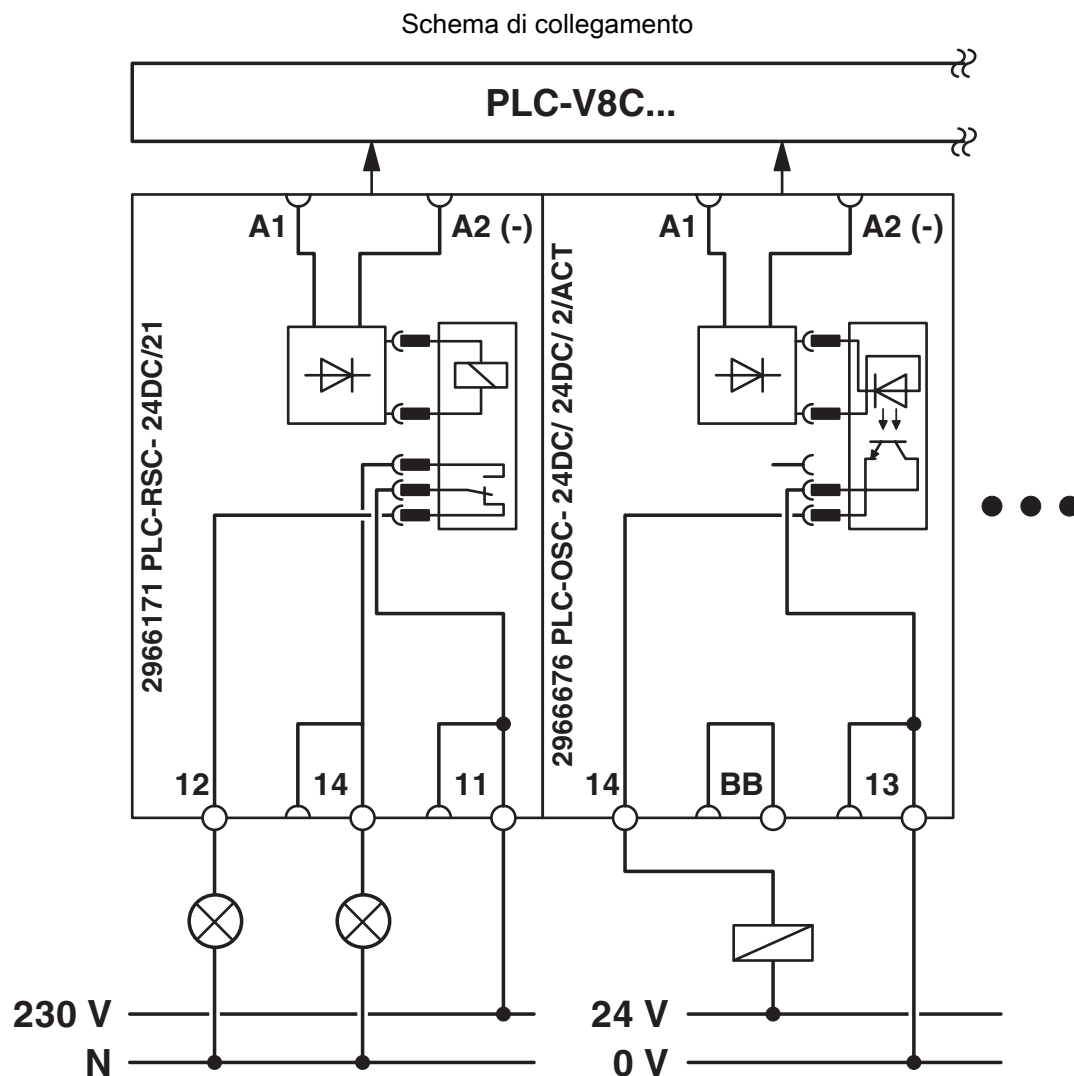 Schema di collegamento
PLC-V8C...
A1
A2 (-)
A1
A2 (-)
2966171 PLC-RSC- 24DC/21
2966676 PLC-OSC- 24DC/ 24DC/ 2/ACT
12
14
11
14
BB
13
230 V
24 V
N
0 V